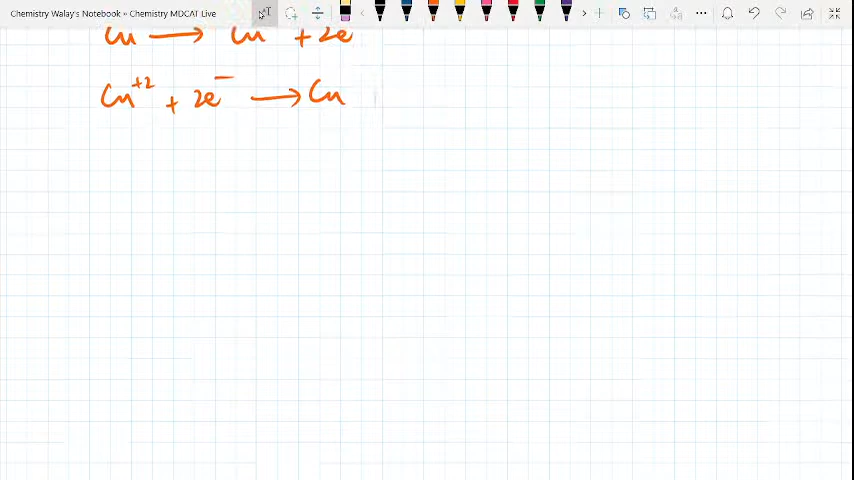 Chemistry Walay's Notebook » Chemistry MDCAT Live
Cu ⟶ Cu + 2e
Cu⁺² + 2e⁻ ⟶ Cu